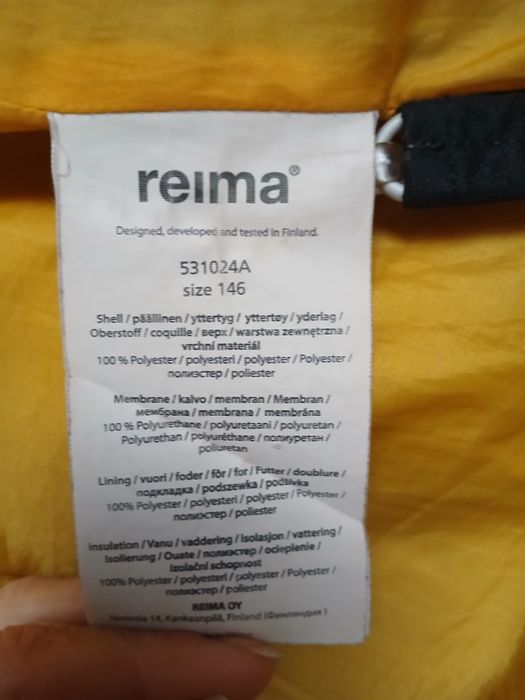 reima®
Designed, developed and tested in Finland.
531024A
size 146
Shell / päällinen / yttertyg / yttertøy / yderlag /
Oberstoff / coquille / верх / warstwa zewnętrzna /
vrchní materiál
100 % Polyester / polyesteri / polyester / Polyester /
полиэстер / poliester
Membrane / kalvo / membran / Membran /
мембрана / membrana / membrána
100 % Polyurethane / polyuretaani / polyuretan /
Polyurethan / polyuréthane / полиуретан /
poliuretan
Lining / vuori / foder / fôr / for / Futter / doublure /
подкладка / podszewka / podšívka
100% Polyester / polyesteri / polyester / Polyester /
полиэстер / poliester
Insulation / Vanu / vaddering / Isolasjon / vattering /
Isolierung / Ouate / полиэстер / ocieplenie /
izolační schopnost
100% Polyester / polyesteri / polyester / Polyester /
полиэстер / poliester
REIMA OY
14, Kankaanpää, Finland (Финляндия)